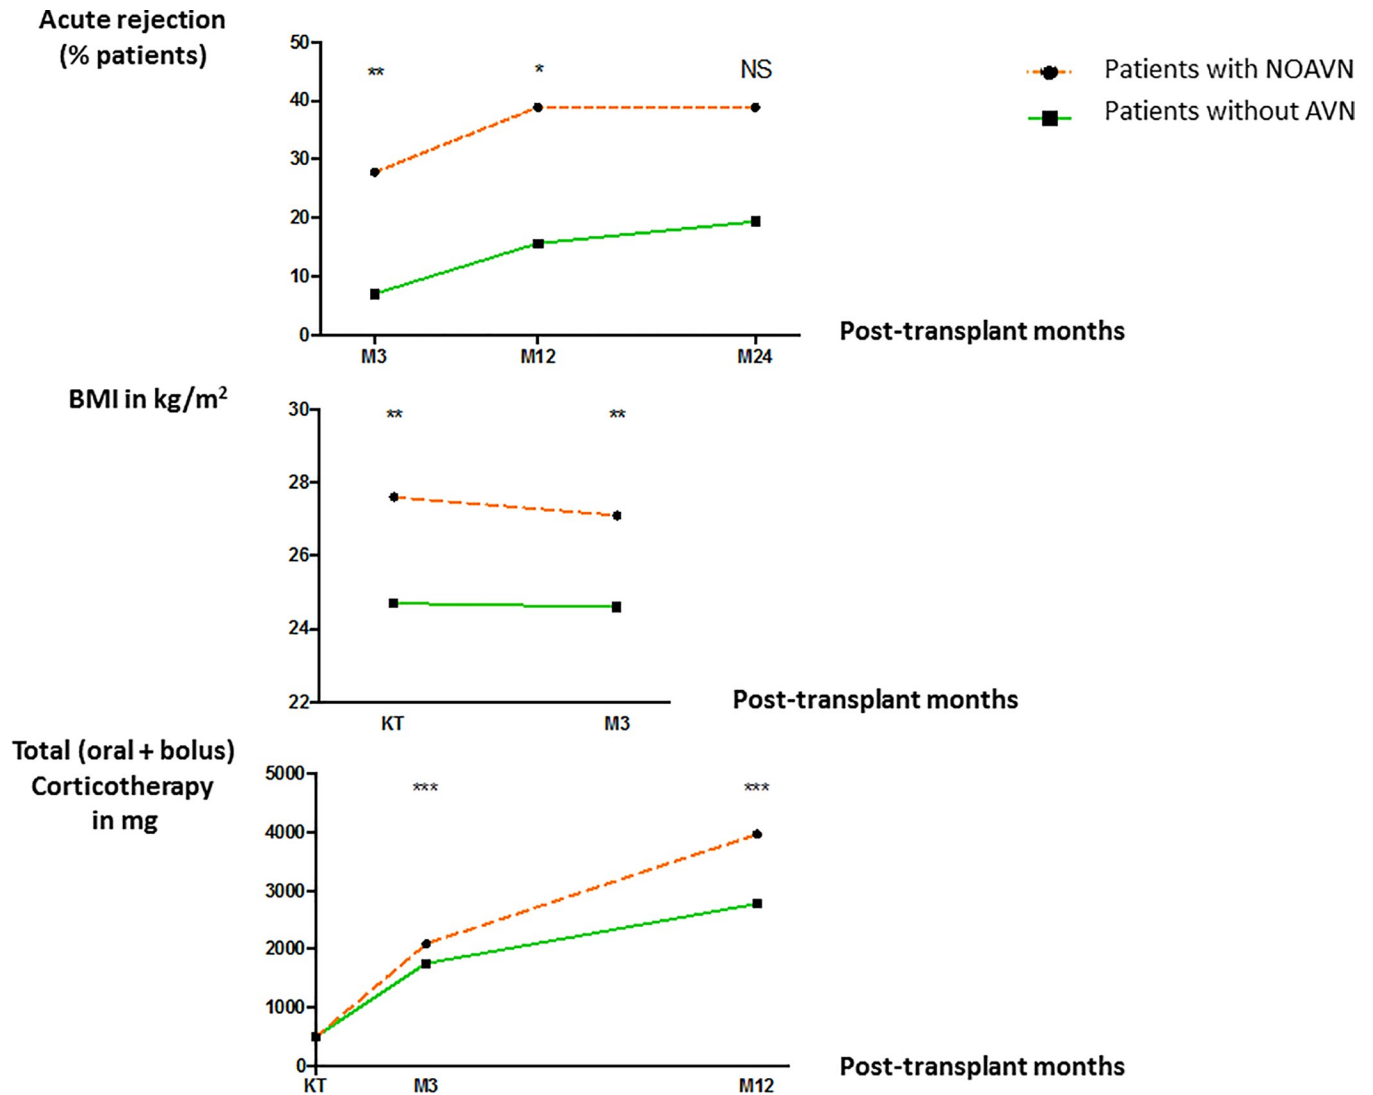 Acute rejection
(% patients)
50
40
30
20
10
0
** * NS
M3 M12 M24
Post-transplant months
Patients with NOAVN
Patients without AVN
BMI in kg/m²
30
28
26
24
22
** **
KT M3
Post-transplant months
Total (oral + bolus)
Corticotherapy
in mg
5000
4000
3000
2000
1000
0
*** ***
KT M3 M12
Post-transplant months